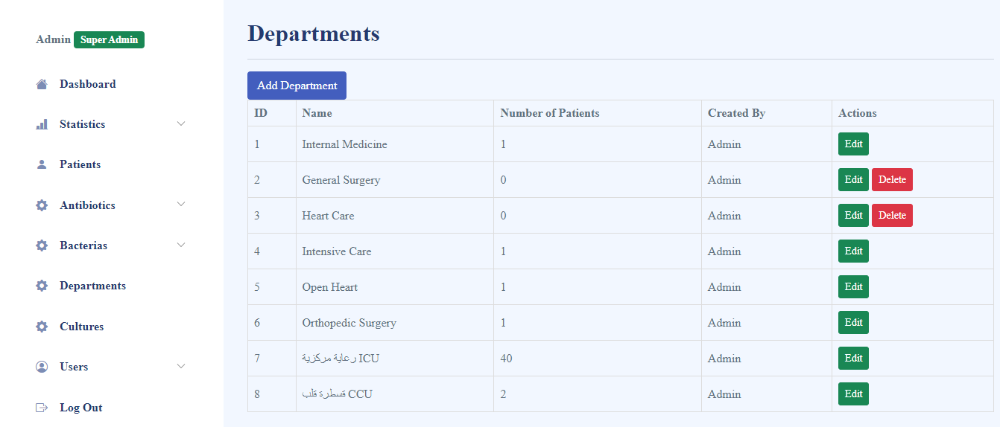 Admin Super Admin
Dashboard
Statistics
Patients
Antibiotics
Bacterias
Departments
Cultures
Users
Log Out
Departments
Add Department
ID Name Number of Patients Created By Actions
1 Internal Medicine 1 Admin Edit
2 General Surgery 0 Admin Edit Delete
3 Heart Care 0 Admin Edit Delete
4 Intensive Care 1 Admin Edit
5 Open Heart 1 Admin Edit
6 Orthopedic Surgery 1 Admin Edit
7 رعاية مركزية ICU 40 Admin Edit
8 قسطرة قلب CCU 2 Admin Edit